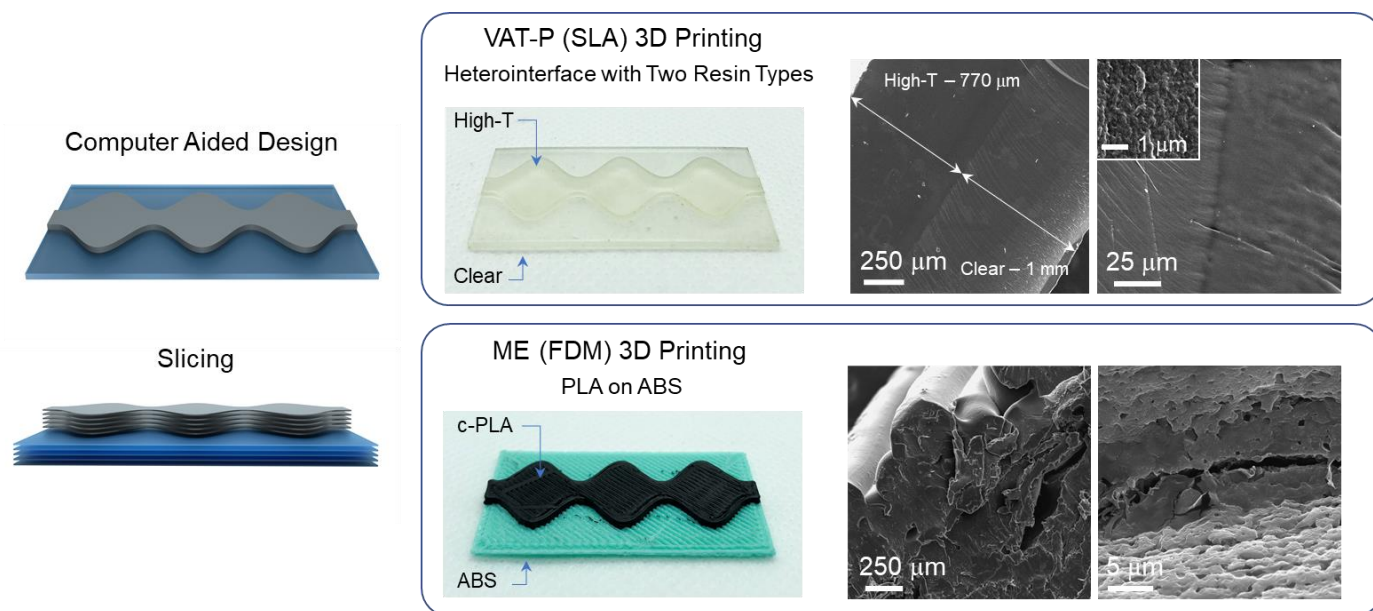 Computer Aided Design
Slicing
VAT-P (SLA) 3D Printing
Heterointerface with Two Resin Types
High-T
Clear
High-T – 770 μm
Clear – 1 mm
250 μm
1 μm
25 μm
ME (FDM) 3D Printing
PLA on ABS
c-PLA
ABS
250 μm
5 μm